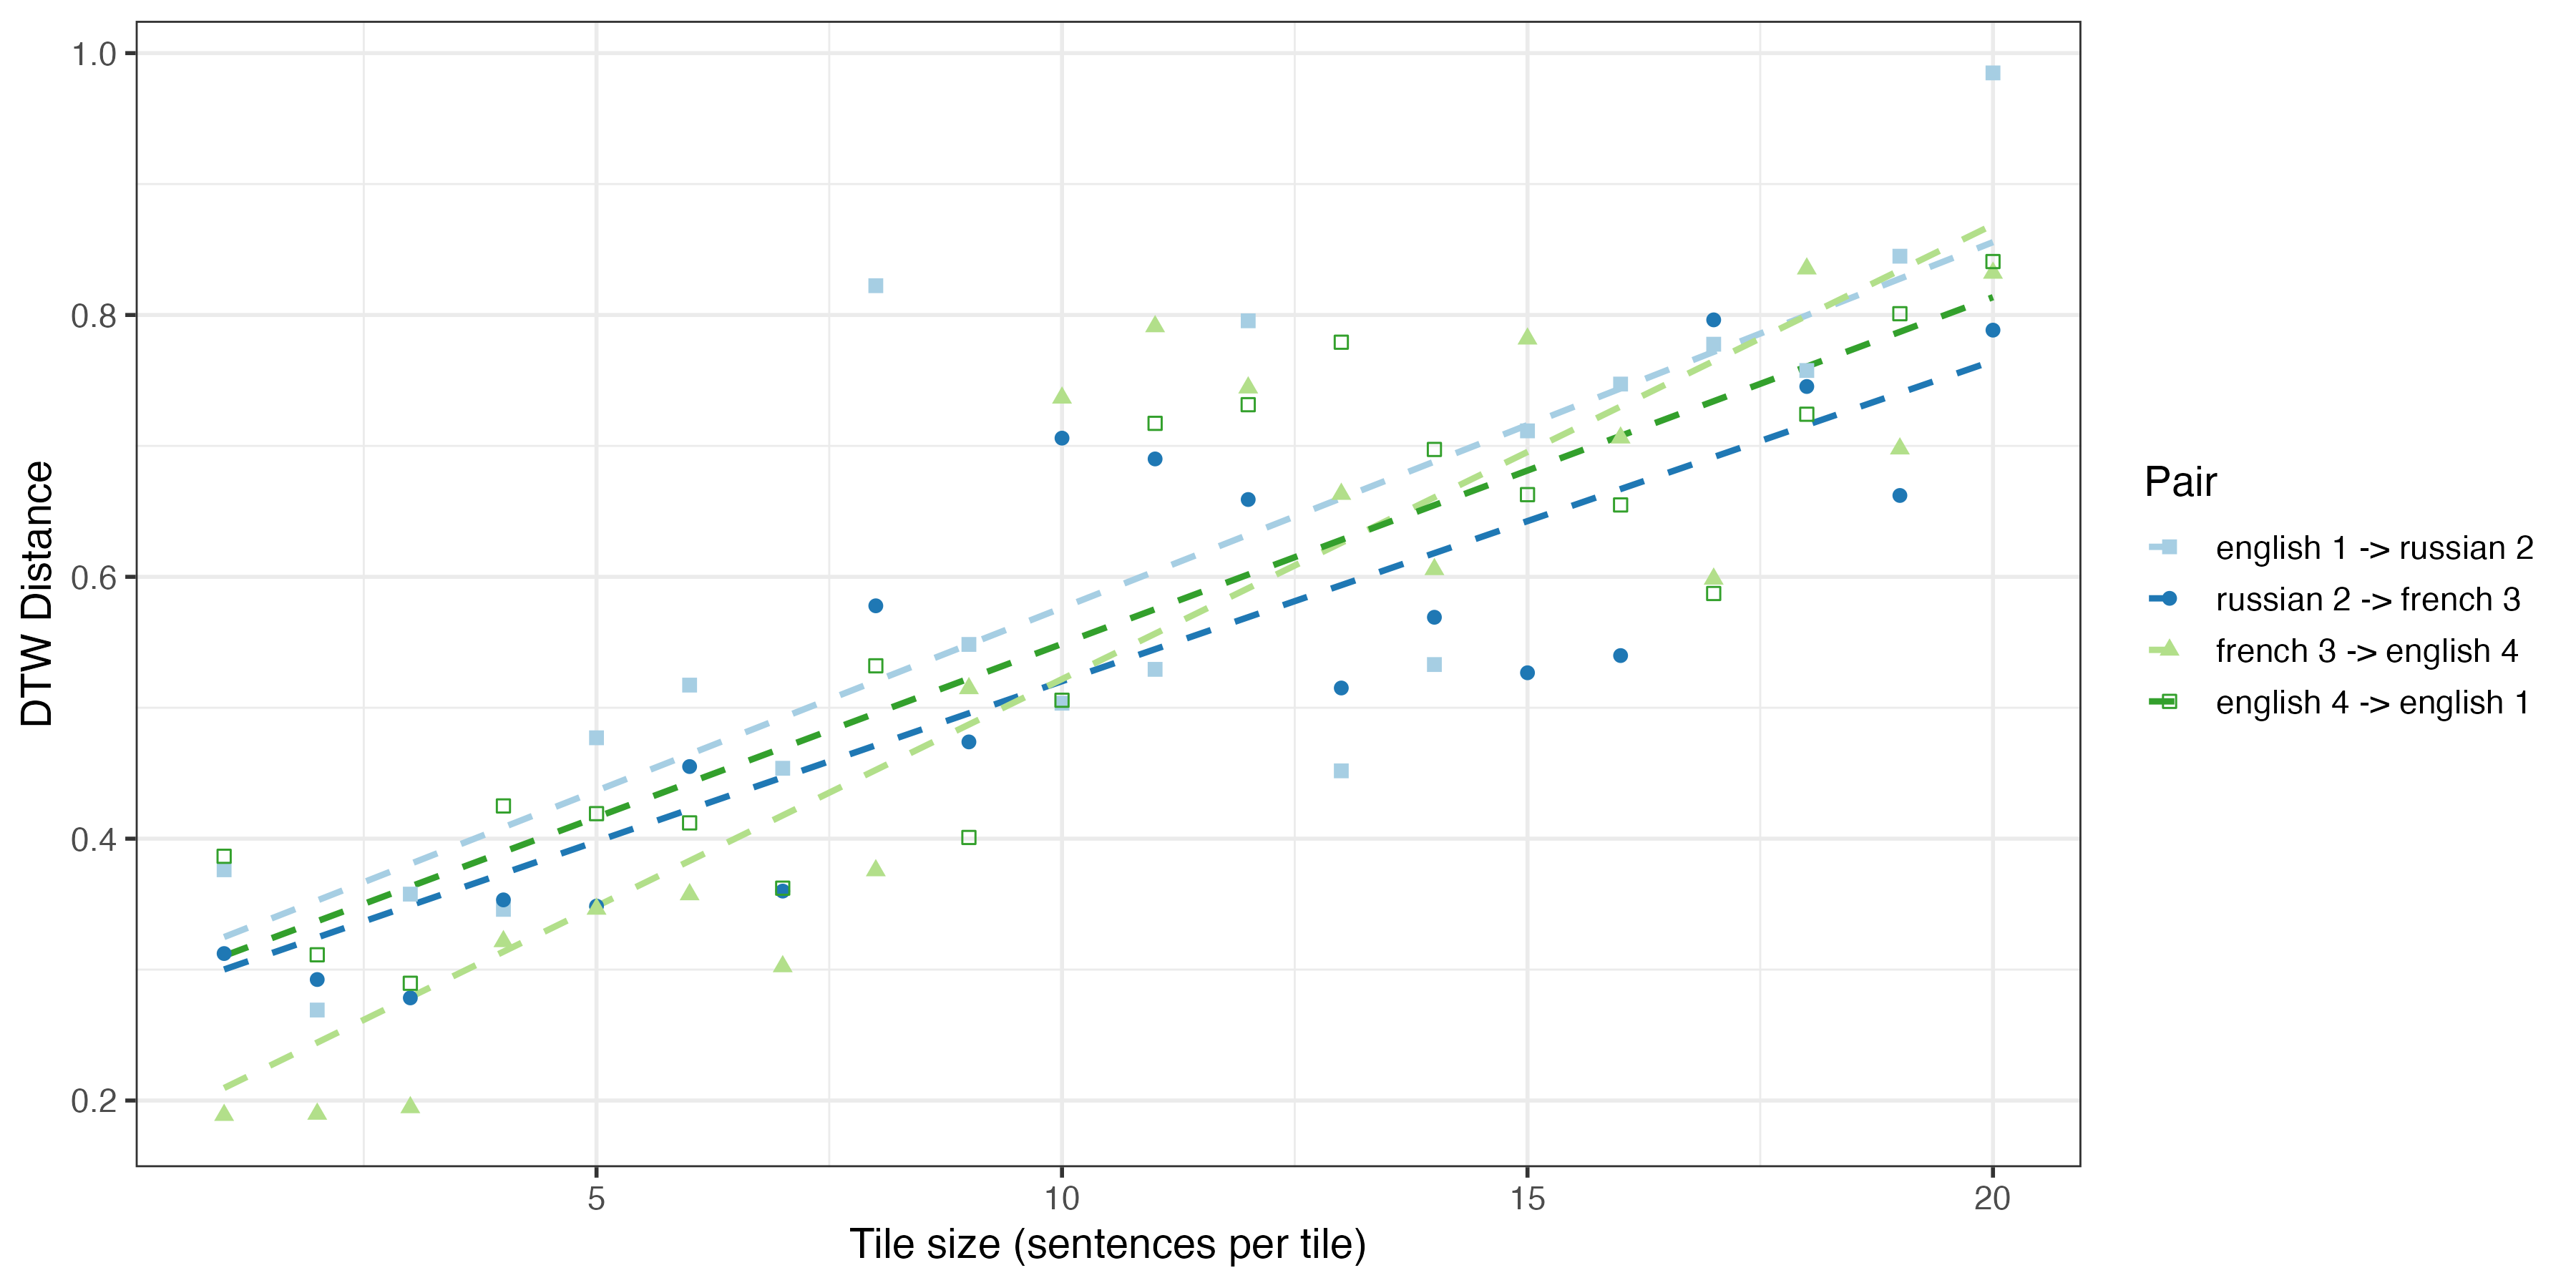 1.0
0.8
0.6
0.4
0.2
DTW Distance
5 10 15 20
Tile size (sentences per tile)
Pair
english 1 -> russian 2
russian 2 -> french 3
french 3 -> english 4
english 4 -> english 1